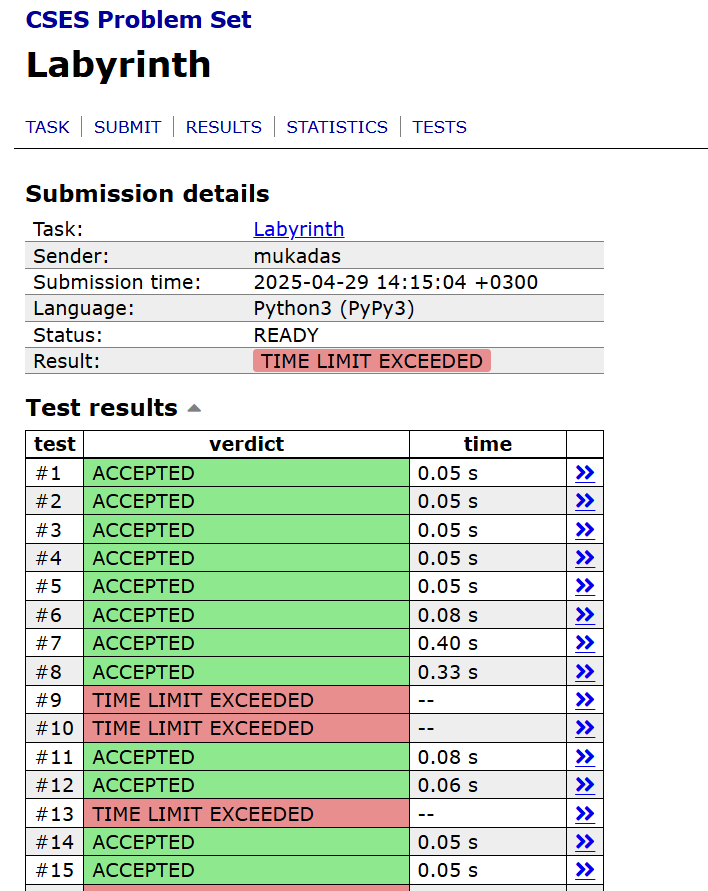 CSES Problem Set
Labyrinth
TASK | SUBMIT | RESULTS | STATISTICS | TESTS
Submission details
Task: Labyrinth
Sender: mukadas
Submission time: 2025-04-29 14:15:04 +0300
Language: Python3 (PyPy3)
Status: READY
Result: TIME LIMIT EXCEEDED
Test results
test verdict time
#1 ACCEPTED 0.05 s »
#2 ACCEPTED 0.05 s »
#3 ACCEPTED 0.05 s »
#4 ACCEPTED 0.05 s »
#5 ACCEPTED 0.05 s »
#6 ACCEPTED 0.08 s »
#7 ACCEPTED 0.40 s »
#8 ACCEPTED 0.33 s »
#9 TIME LIMIT EXCEEDED -- »
#10 TIME LIMIT EXCEEDED -- »
#11 ACCEPTED 0.08 s »
#12 ACCEPTED 0.06 s »
#13 TIME LIMIT EXCEEDED -- »
#14 ACCEPTED 0.05 s »
#15 ACCEPTED 0.05 s »